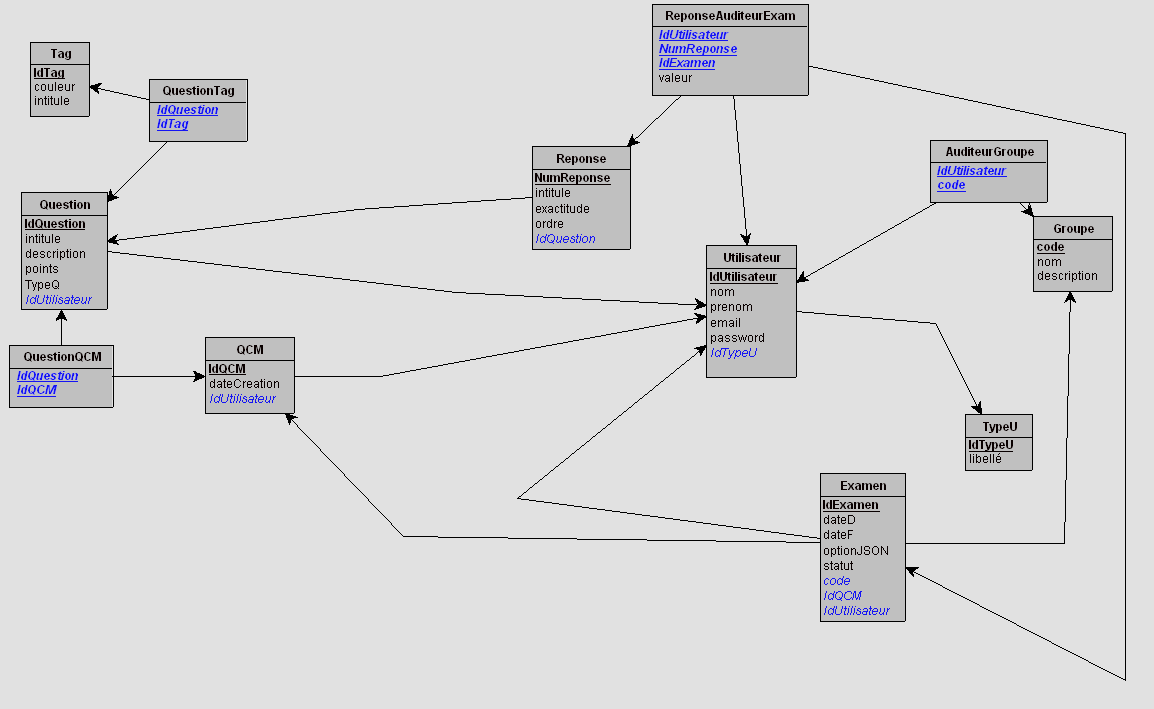 ReponseAuditeurExam
IdUtilisateur
NumReponse
IdExamen
valeur
Tag
IdTag
couleur
intitule
QuestionTag
IdQuestion
IdTag
Reponse
NumReponse
intitule
exactitude
ordre
IdQuestion
AuditeurGroupe
IdUtilisateur
code
Question
IdQuestion
intitule
description
points
TypeQ
IdUtilisateur
Groupe
code
nom
description
Utilisateur
IdUtilisateur
nom
prenom
email
password
IdTypeU
QuestionQCM
IdQuestion
IdQCM
QCM
IdQCM
dateCreation
IdUtilisateur
TypeU
IdTypeU
libellé
Examen
IdExamen
dateD
dateF
optionJSON
statut
code
IdQCM
IdUtilisateur